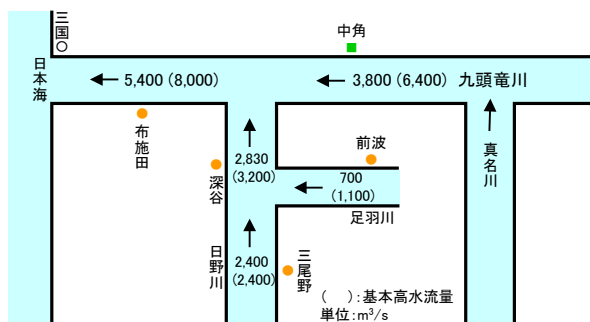 三国
中角
日本海
5,400 (8,000)
3,800 (6,400)
九頭竜川
布施田
2,830
(3,200)
深谷
前波
700
(1,100)
足羽川
真名川
日野川
2,400
(2,400)
三尾野
(　):基本高水流量
単位:m³/s